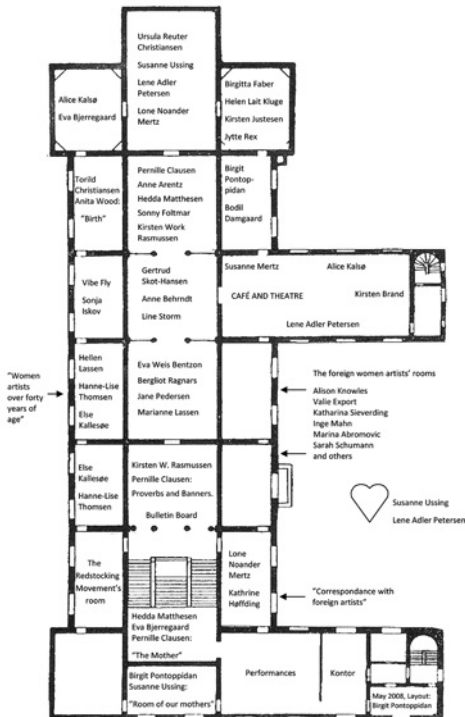 Ursula Reuter
Christiansen
Susanne Ussing
Lene Adler
Petersen
Lone Noander
Mertz
Alice Kalsø
Eva Bjerregaard
Birgitta Faber
Helen Lait Kluge
Kirsten Justesen
Jytte Rex
Torild
Christiansen
Anita Wood:
"Birth"
Pernille Clausen
Anne Arentz
Hedda Matthesen
Sonny Foltmar
Kirsten Work
Rasmussen
Birgit
Pontop-
pidan
Bodil
Damgaard
Vibe Fly
Sonja
Iskov
Gertrud
Skot-Hansen
Anne Behrndt
Line Storm
Susanne Mertz
Alice Kalsø
CAFÉ AND THEATRE
Kirsten Brand
Lene Adler Petersen
"Women
artists
over forty
years of
age"
Hellen
Lassen
Hanne-Lise
Thomsen
Else
Kallesøe
Eva Weis Bentzon
Bergliot Ragnars
Jane Pedersen
Marianne Lassen
The foreign women artists' rooms
Alison Knowles
Valie Export
Katharina Sieverding
Inge Mahn
Marina Abromovic
Sarah Schumann
and others
Else
Kallesøe
Hanne-Lise
Thomsen
Kirsten W. Rasmussen
Pernille Clausen:
Proverbs and Banners.
Bulletin Board
Susanne Ussing
Lene Adler Petersen
The
Redstocking
Movement's
room
Lone
Noander
Mertz
Kathrine
Høffding
"Correspondance with
foreign artists"
Hedda Matthesen
Eva Bjerregaard
Pernille Clausen:
"The Mother"
Birgit Pontoppidan
Susanne Ussing:
"Room of our mothers"
Performances
Kontor
May 2008, Layout:
Birgit Pontoppidan